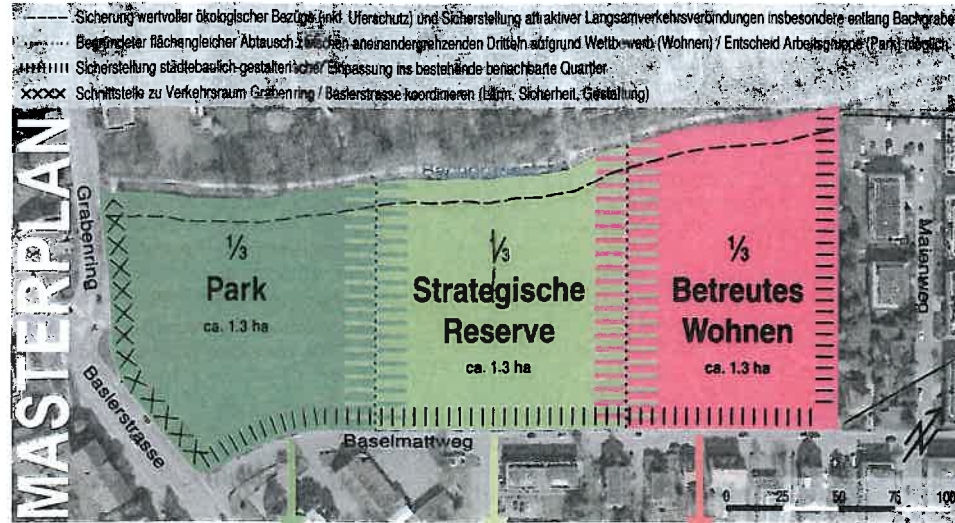 Sicherung wertvoller ökologischer Bezüge (inkl. Uferschutz) und Sicherstellung attraktiver Langsamverkehrsverbindungen insbesondere entlang Bachgrabe
Begründeter flächengleicher Abtausch zwischen aneinandergrenzenden Dritteln aufgrund Wettbewerb (Wohnen) / Entscheid Arbeitsgruppe (Park) möglich
Sicherstellung städtebaulich-gestalterischer Einpassung ins bestehende benachbarte Quartier
Schnittstelle zu Verkehrsraum Grabenring / Baslerstrasse koordinieren (Lärm, Sicherheit, Gestaltung)
MASTERPLAN
Grabenring
Baslerstrasse
1/3
Park
ca. 1.3 ha
1/3
Strategische
Reserve
ca. 1.3 ha
1/3
Betreutes
Wohnen
ca. 1.3 ha
Marienweg
Baselmattweg
0 25 50 75 100